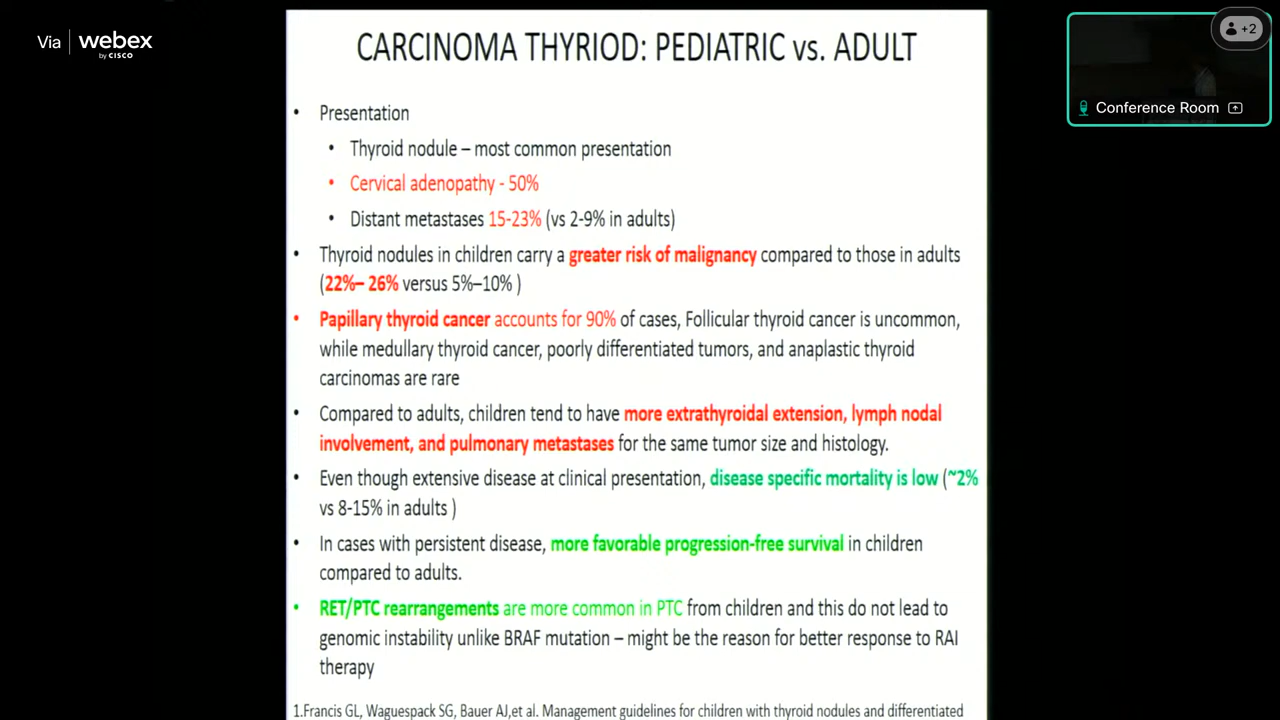 Via webex
by CISCO
+2
Conference Room
CARCINOMA THYRIOD: PEDIATRIC vs. ADULT
• Presentation
• Thyroid nodule – most common presentation
• Cervical adenopathy - 50%
• Distant metastases 15-23% (vs 2-9% in adults)
• Thyroid nodules in children carry a greater risk of malignancy compared to those in adults
(22%– 26% versus 5%–10% )
• Papillary thyroid cancer accounts for 90% of cases, Follicular thyroid cancer is uncommon,
while medullary thyroid cancer, poorly differentiated tumors, and anaplastic thyroid
carcinomas are rare
• Compared to adults, children tend to have more extrathyroidal extension, lymph nodal
involvement, and pulmonary metastases for the same tumor size and histology.
• Even though extensive disease at clinical presentation, disease specific mortality is low (~2%
vs 8-15% in adults )
• In cases with persistent disease, more favorable progression-free survival in children
compared to adults.
• RET/PTC rearrangements are more common in PTC from children and this do not lead to
genomic instability unlike BRAF mutation – might be the reason for better response to RAI
therapy
1.Francis GL, Waguespack SG, Bauer AJ,et al. Management guidelines for children with thyroid nodules and differentiated